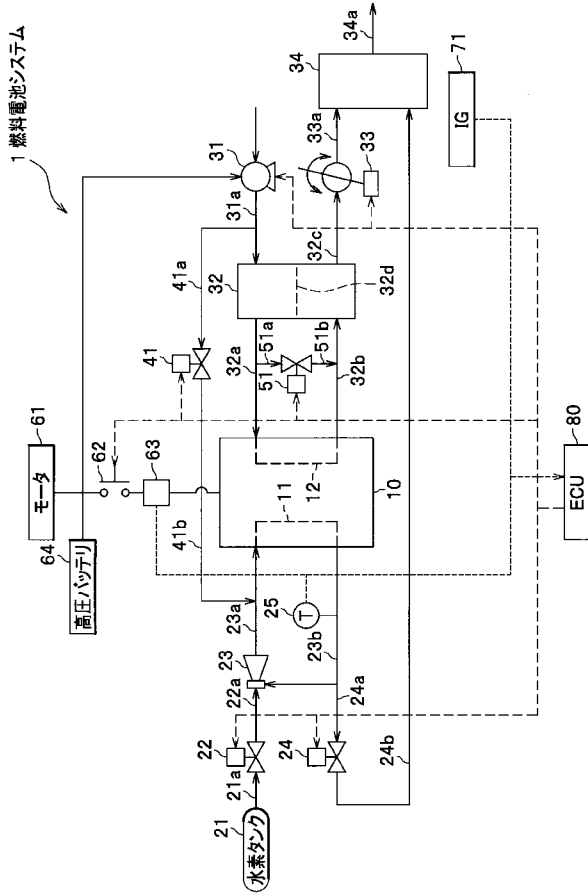 1 燃料電池システム
モータ
61
62
63
高圧バッテリ
64
41
41a
41b
31
31a
32
32a
32b
32c
32d
33
33a
34
34a
IG
71
51
51a
51b
10
11
12
水素タンク
21
21a
22
22a
23
23a
23b
T
25
24
24a
24b
ECU
80